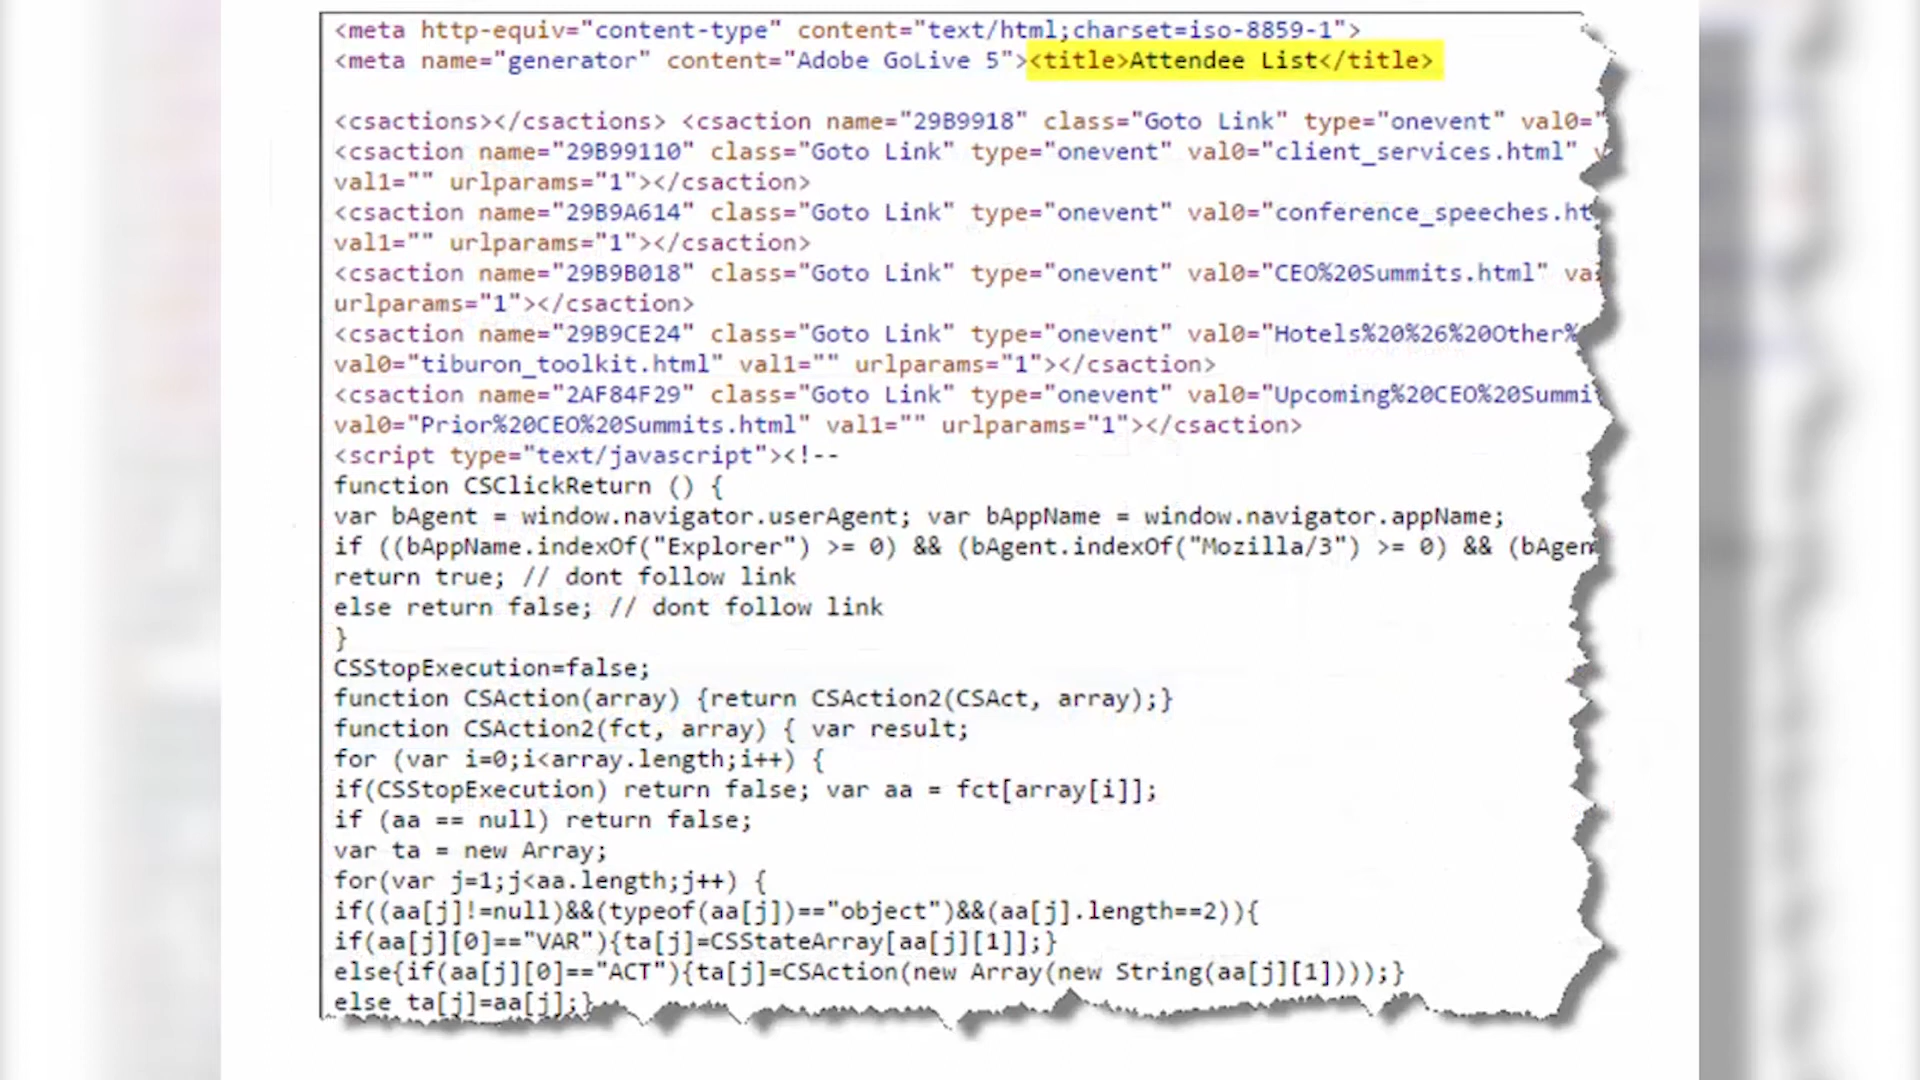 <meta http-equiv="content-type" content="text/html;charset=iso-8859-1">
<meta name="generator" content="Adobe GoLive 5"><title>Attendee List</title>
<csactions></csactions> <csaction name="29B9918" class="Goto Link" type="onevent" val0="
<csaction name="29B99110" class="Goto Link" type="onevent" val0="client_services.html" v
val1="" urlparams="1"></csaction>
<csaction name="29B9A614" class="Goto Link" type="onevent" val0="conference_speeches.ht
val1="" urlparams="1"></csaction>
<csaction name="29B9B018" class="Goto Link" type="onevent" val0="CEO%20Summits.html" va
urlparams="1"></csaction>
<csaction name="29B9CE24" class="Goto Link" type="onevent" val0="Hotels%20%26%20Other%
val0="tiburon_toolkit.html" val1="" urlparams="1"></csaction>
<csaction name="2AF84F29" class="Goto Link" type="onevent" val0="Upcoming%20CEO%20Summi
val0="Prior%20CEO%20Summits.html" val1="" urlparams="1"></csaction>
<script type="text/javascript"><!--
function CSClickReturn () {
var bAgent = window.navigator.userAgent; var bAppName = window.navigator.appName;
if ((bAppName.indexOf("Explorer") >= 0) && (bAgent.indexOf("Mozilla/3") >= 0) && (bAgen
return true; // dont follow link
else return false; // dont follow link
}
CSStopExecution=false;
function CSAction(array) {return CSAction2(CSAct, array);}
function CSAction2(fct, array) { var result;
for (var i=0;i<array.length;i++) {
if(CSStopExecution) return false; var aa = fct[array[i]];
if (aa == null) return false;
var ta = new Array;
for(var j=1;j<aa.length;j++) {
if((aa[j]!=null)&&(typeof(aa[j])=="object")&&(aa[j].length==2)){
if(aa[j][0]=="VAR"){ta[j]=CSStateArray[aa[j][1]];}
else{if(aa[j][0]=="ACT"){ta[j]=CSAction(new Array(new String(aa[j][1])));}
else ta[j]=aa[j];}